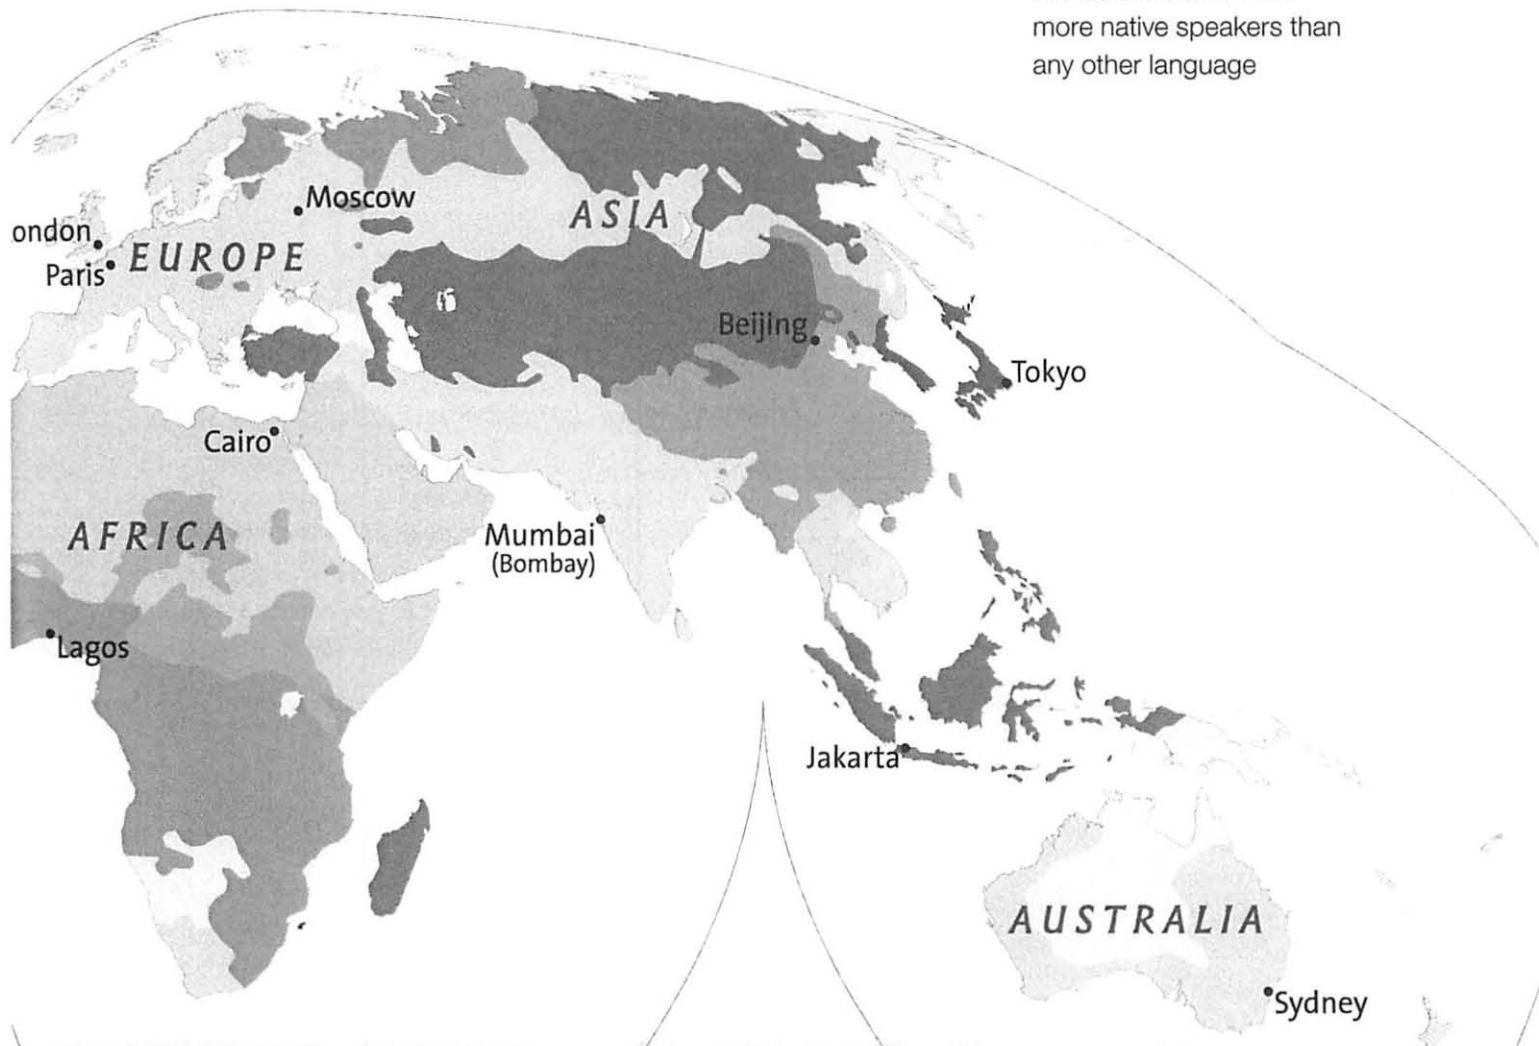 more native speakers than
any other language
Moscow
ASIA
ondon
EUROPE
Paris
Beijing
Tokyo
Cairo
AFRICA
Mumbai
(Bombay)
Lagos
Jakarta
AUSTRALIA
Sydney